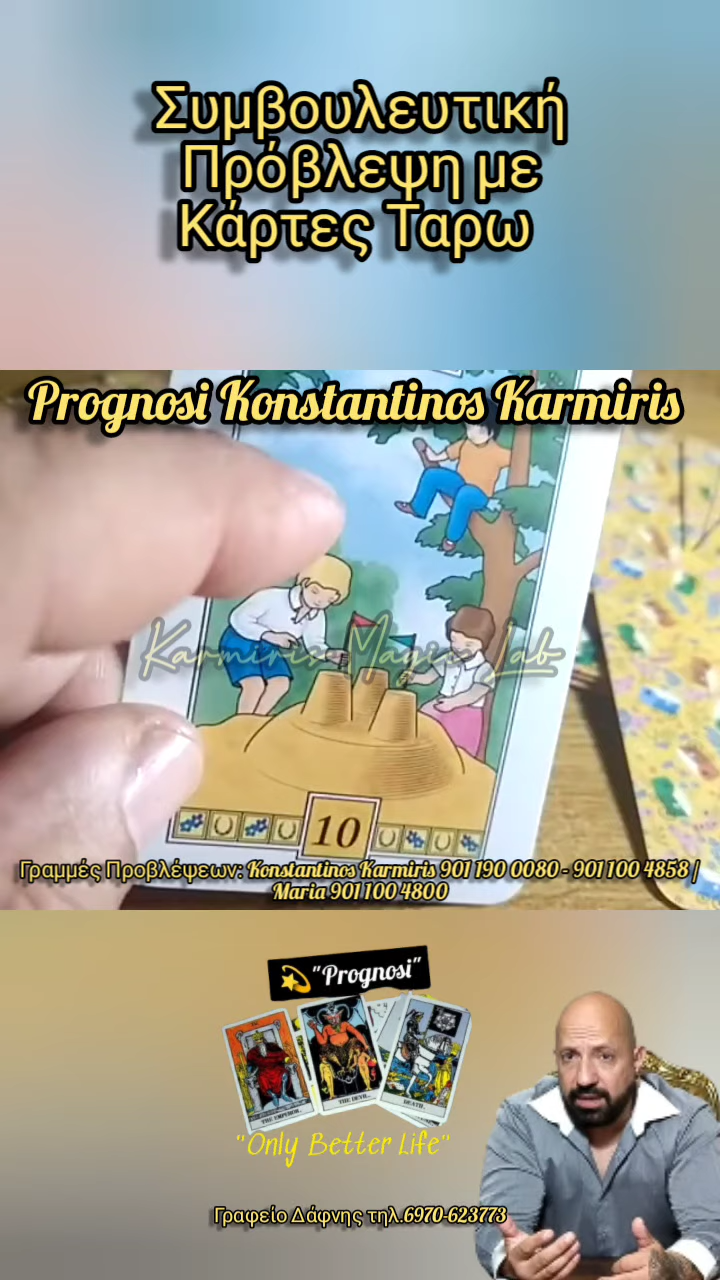 Συμβουλευτική
Πρόβλεψη με
Κάρτες Ταρω
Prognosi Konstantinos Karmiris
Karmiris Magic Lab
10
Γραμμές Προβλέψεων: Konstantinos Karmiris 901 190 0080 - 901 100 4858 /
Maria 901 100 4800
"Prognosi"
THE EMPEROR.
THE DEVIL.
DEATH.
"Only Better Life"
Γραφείο Δάφνης τηλ.6970-623773